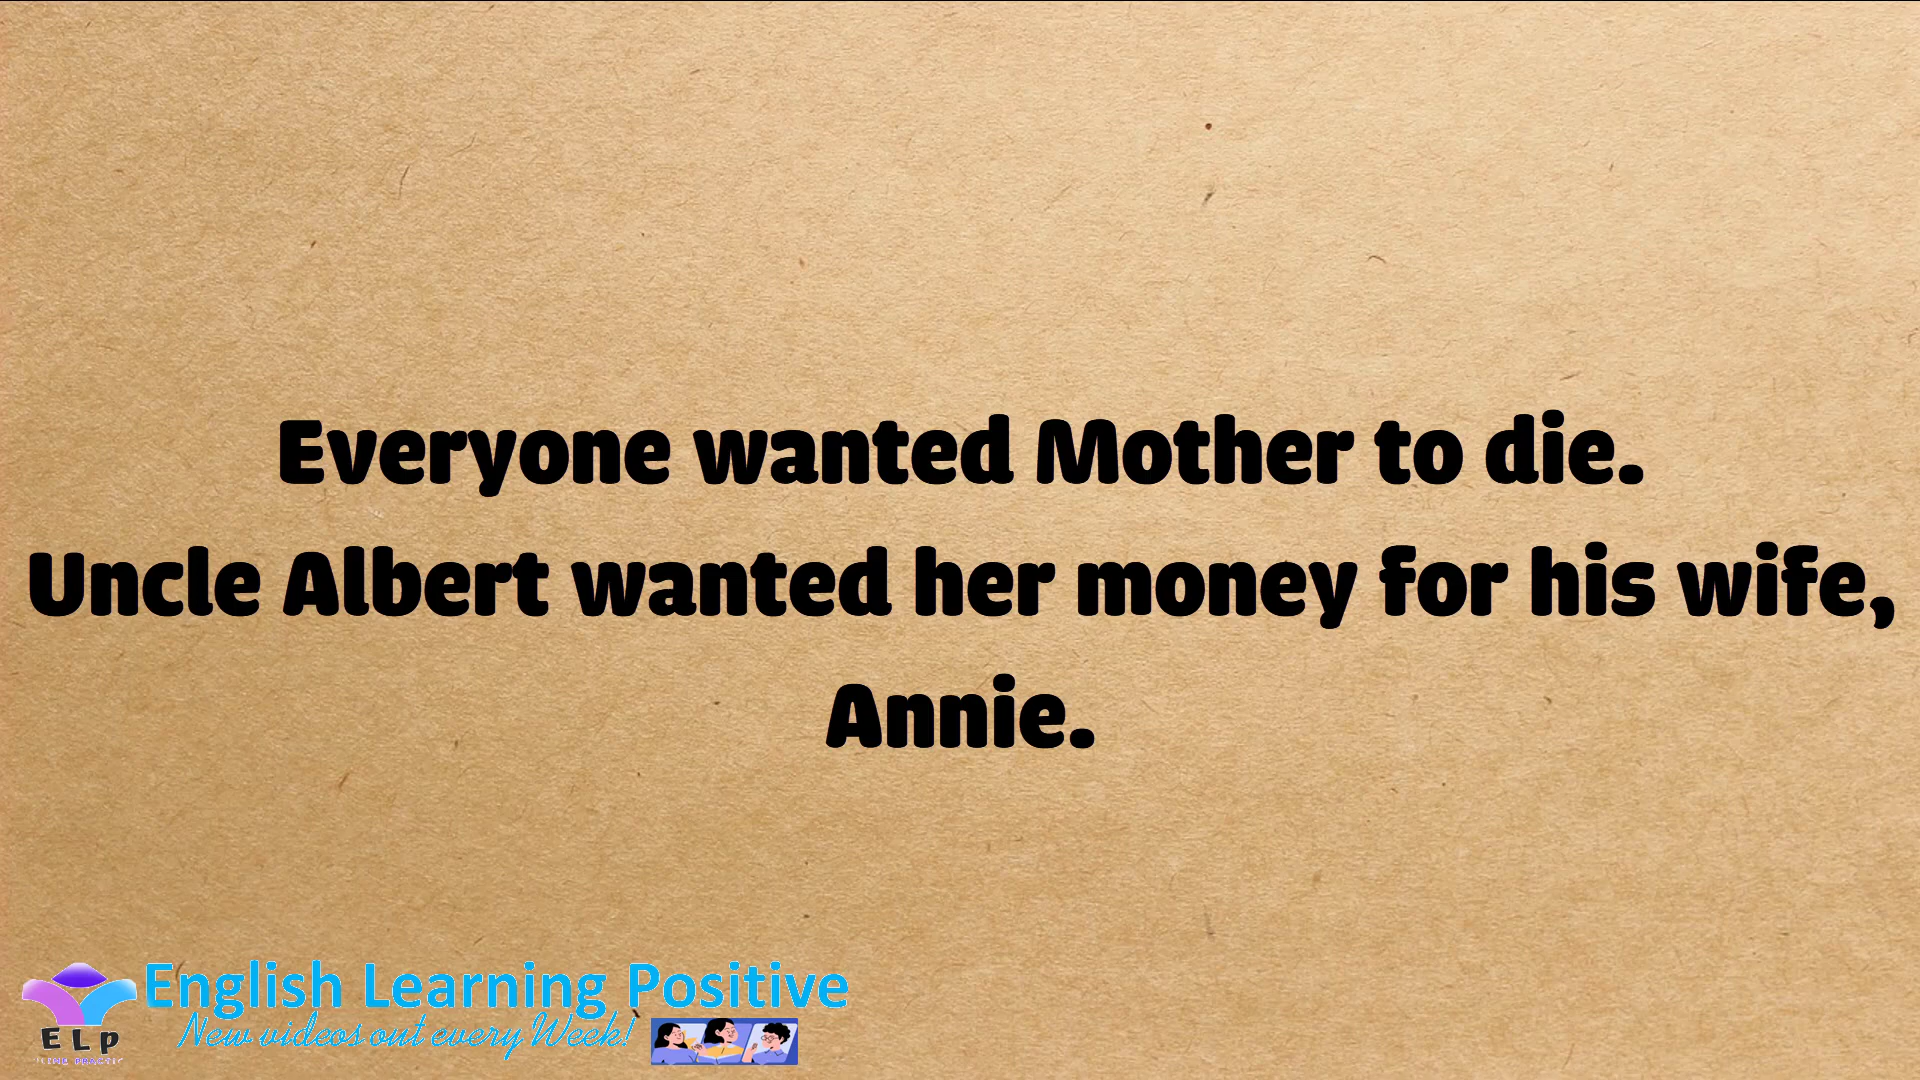 Everyone wanted Mother to die.
Uncle Albert wanted her money for his wife,
Annie.
English Learning Positive
New videos out every Week!
ELp